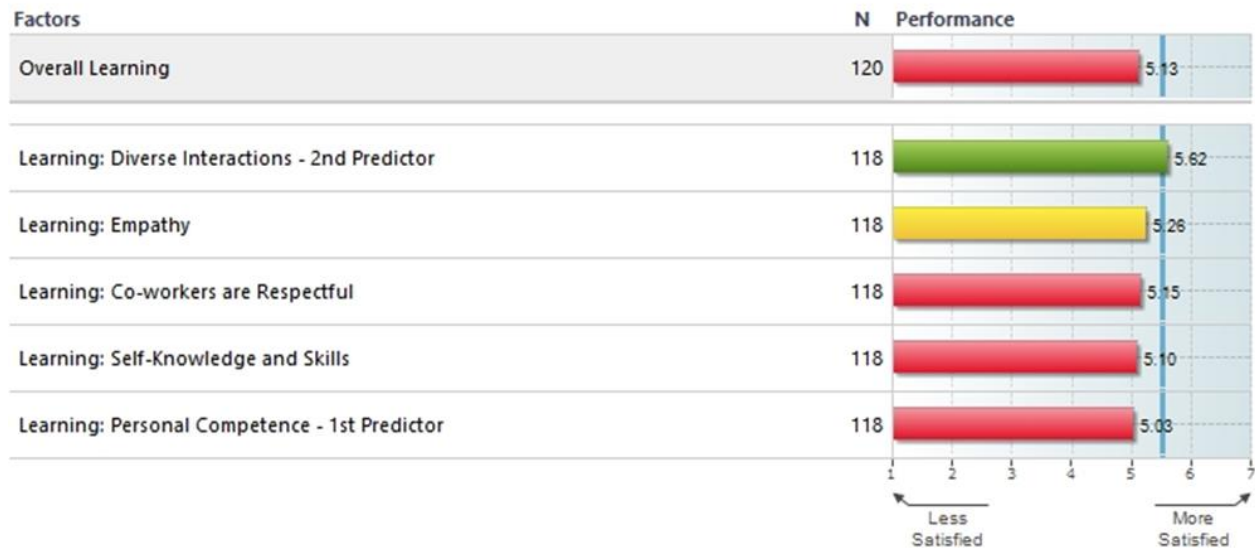 Factors N Performance
Overall Learning 120 5.13
Learning: Diverse Interactions - 2nd Predictor 118 5.62
Learning: Empathy 118 5.26
Learning: Co-workers are Respectful 118 5.15
Learning: Self-Knowledge and Skills 118 5.10
Learning: Personal Competence - 1st Predictor 118 5.03
1 2 3 4 5 6 7
Less More
Satisfied Satisfied